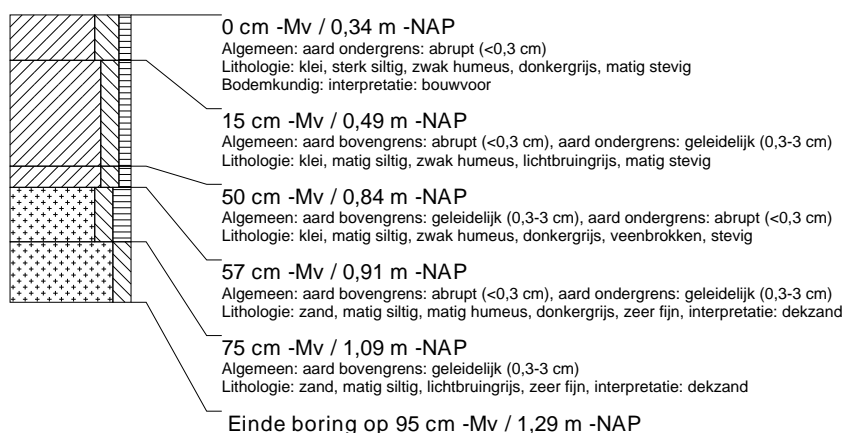 0 cm -Mv / 0,34 m -NAP
Algemeen: aard ondergrens: abrupt (<0,3 cm)
Lithologie: klei, sterk siltig, zwak humeus, donkergrijs, matig stevig
Bodemkundig: interpretatie: bouwvoor
15 cm -Mv / 0,49 m -NAP
Algemeen: aard bovengrens: abrupt (<0,3 cm), aard ondergrens: geleidelijk (0,3-3 cm)
Lithologie: klei, matig siltig, zwak humeus, lichtbruingrijs, matig stevig
50 cm -Mv / 0,84 m -NAP
Algemeen: aard bovengrens: geleidelijk (0,3-3 cm), aard ondergrens: abrupt (<0,3 cm)
Lithologie: klei, matig siltig, zwak humeus, donkergrijs, veenbrokken, stevig
57 cm -Mv / 0,91 m -NAP
Algemeen: aard bovengrens: abrupt (<0,3 cm), aard ondergrens: geleidelijk (0,3-3 cm)
Lithologie: zand, matig siltig, matig humeus, donkergrijs, zeer fijn, interpretatie: dekzand
75 cm -Mv / 1,09 m -NAP
Algemeen: aard bovengrens: geleidelijk (0,3-3 cm)
Lithologie: zand, matig siltig, lichtbruingrijs, zeer fijn, interpretatie: dekzand
Einde boring op 95 cm -Mv / 1,29 m -NAP